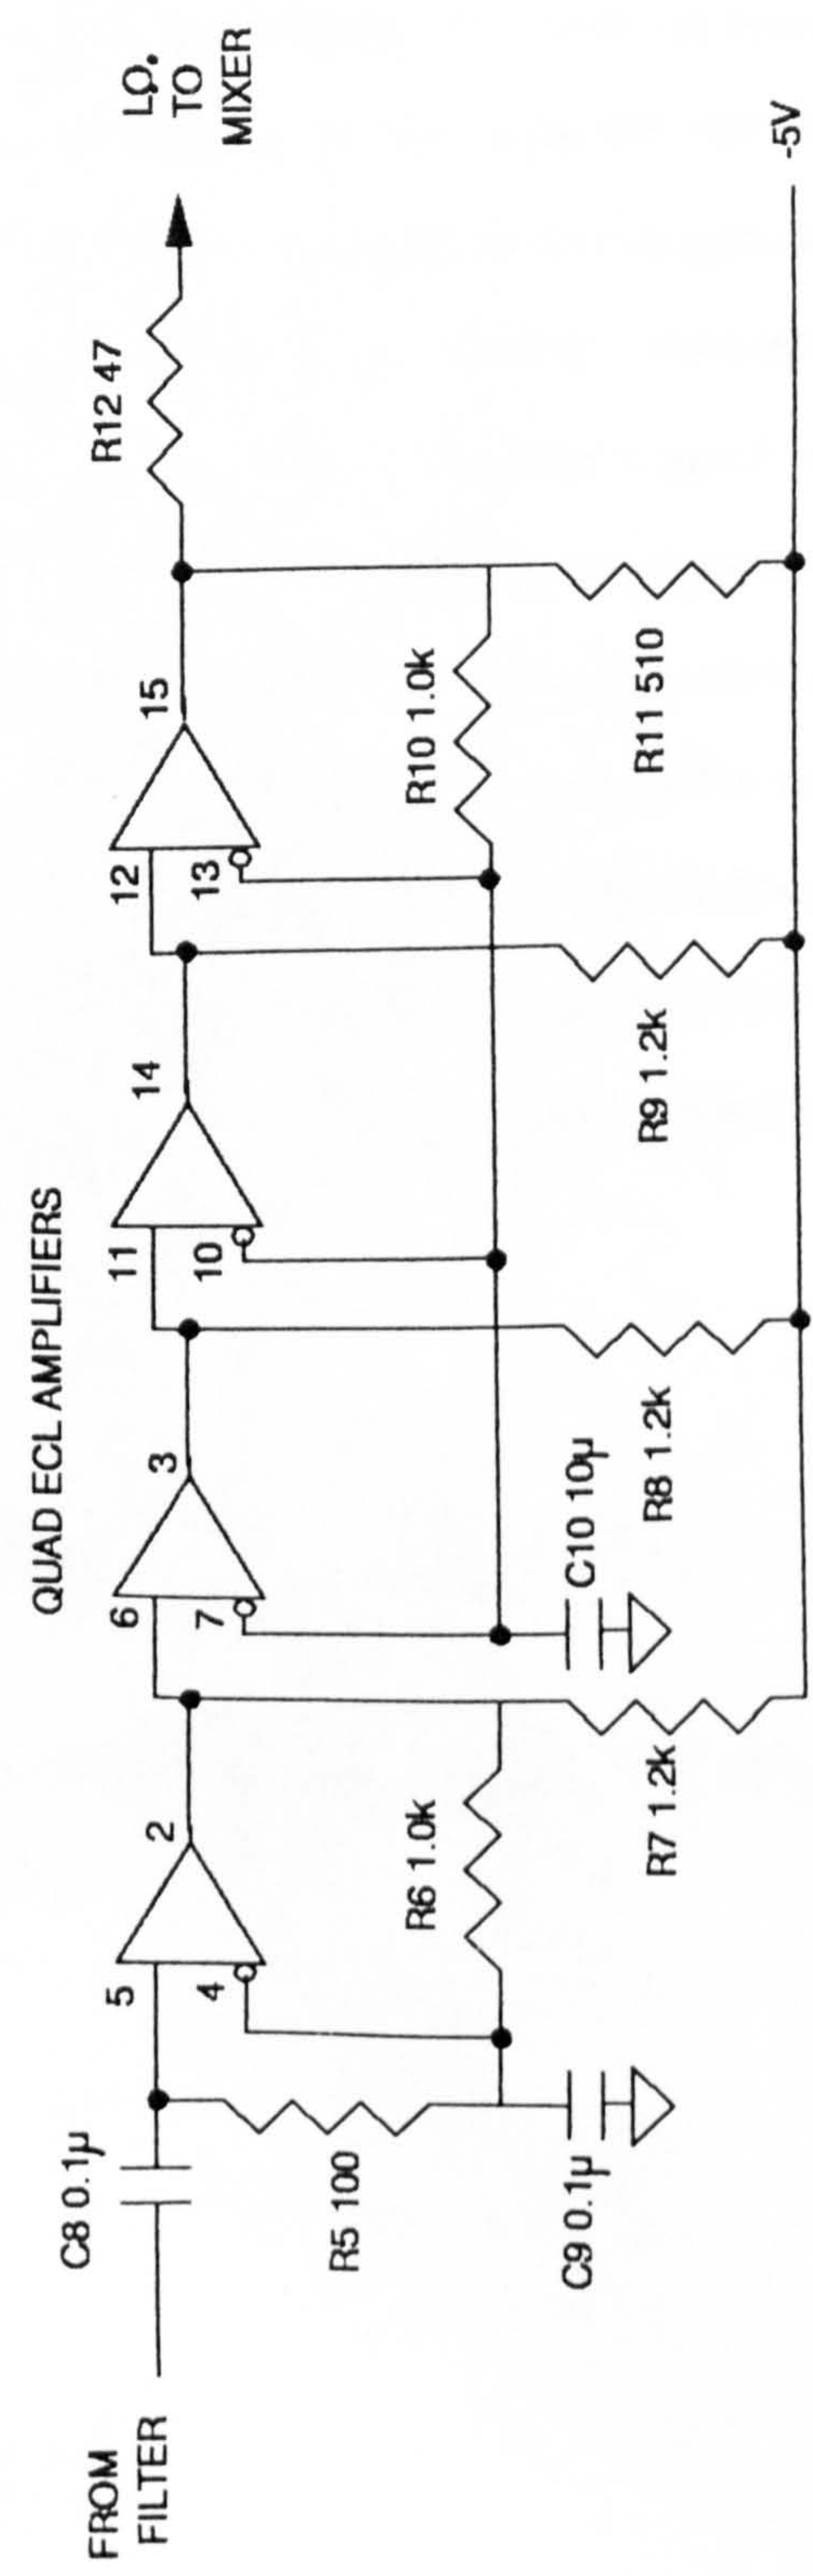 QUAD ECL AMPLIFIERS
FROM
FILTER
C8 0.1µ
5
4
2
6
7
3
11
10
14
12
13
15
R12 47
L.O.
TO
MIXER
R5 100
R6 1.0k
R10 1.0k
C9 0.1µ
C10 10µ
R7 1.2k
R8 1.2k
R9 1.2k
R11 510
-5V